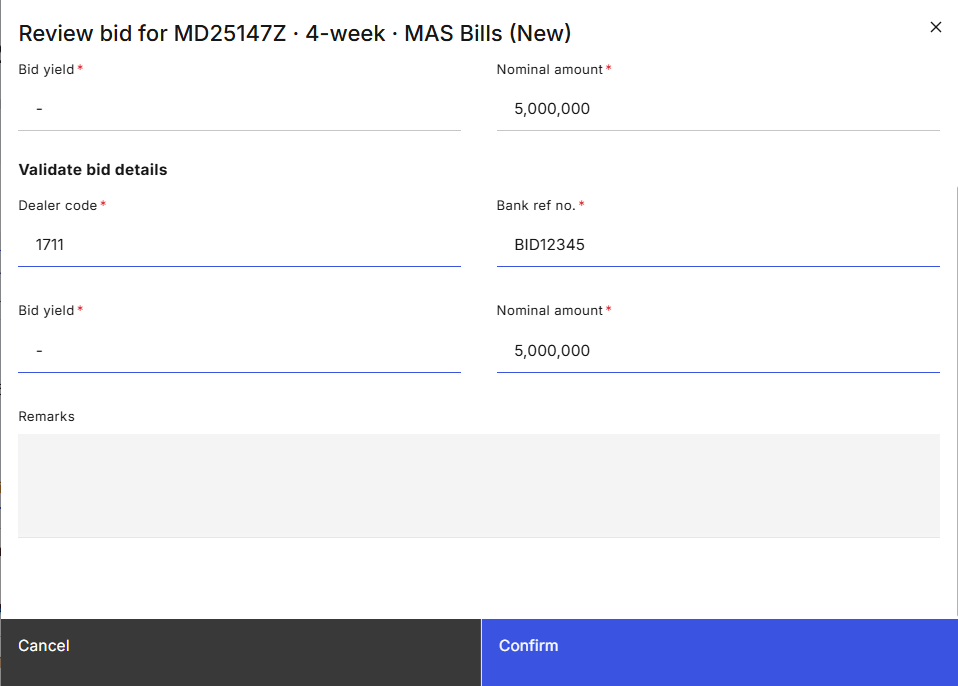 Review bid for MD25147Z · 4-week · MAS Bills (New)
Bid yield * Nominal amount *
- 5,000,000
Validate bid details
Dealer code * Bank ref no. *
1711 BID12345
Bid yield * Nominal amount *
- 5,000,000
Remarks
Cancel Confirm